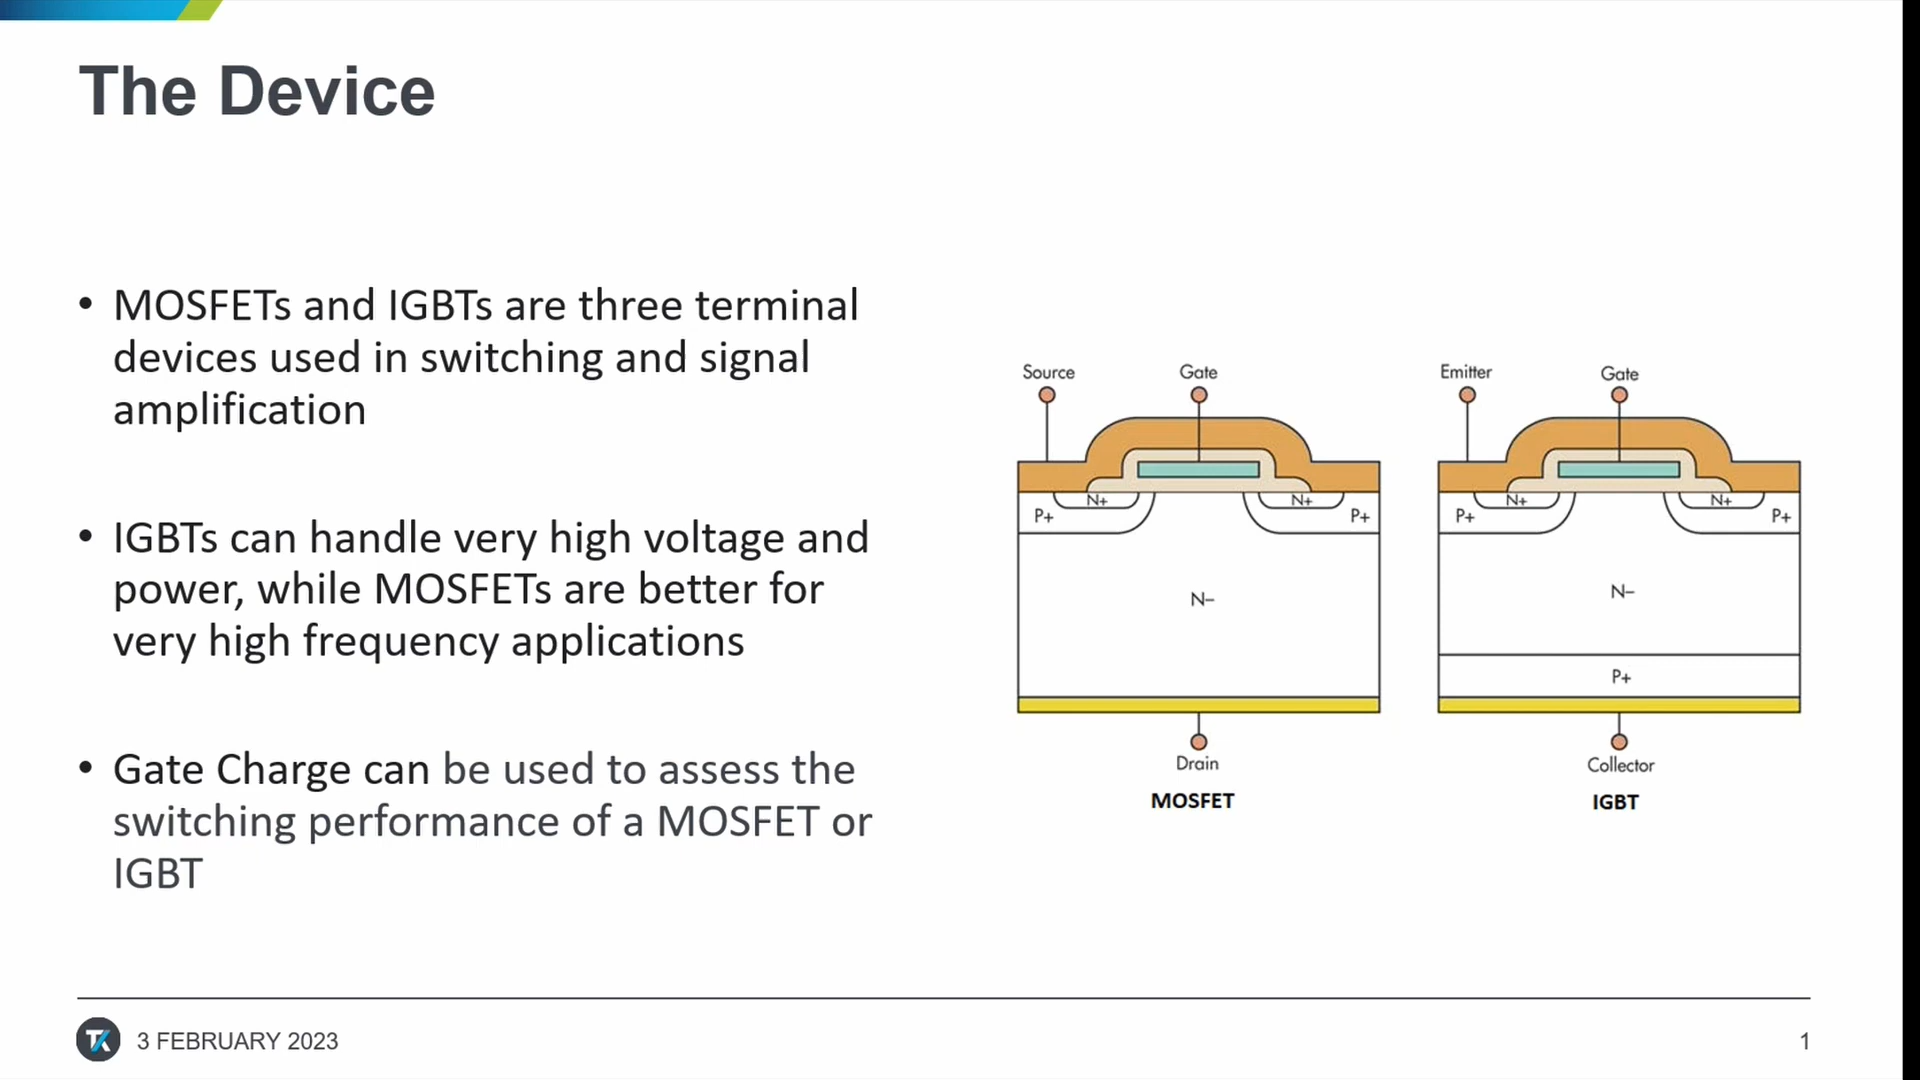 The Device
• MOSFETs and IGBTs are three terminal
devices used in switching and signal
amplification
• IGBTs can handle very high voltage and
power, while MOSFETs are better for
very high frequency applications
• Gate Charge can be used to assess the
switching performance of a MOSFET or
IGBT
Source
Gate
N+
N+
P+
P+
N–
Drain
MOSFET
Emitter
Gate
N+
N+
P+
P+
N–
P+
Collector
IGBT
TK
3 FEBRUARY 2023
1